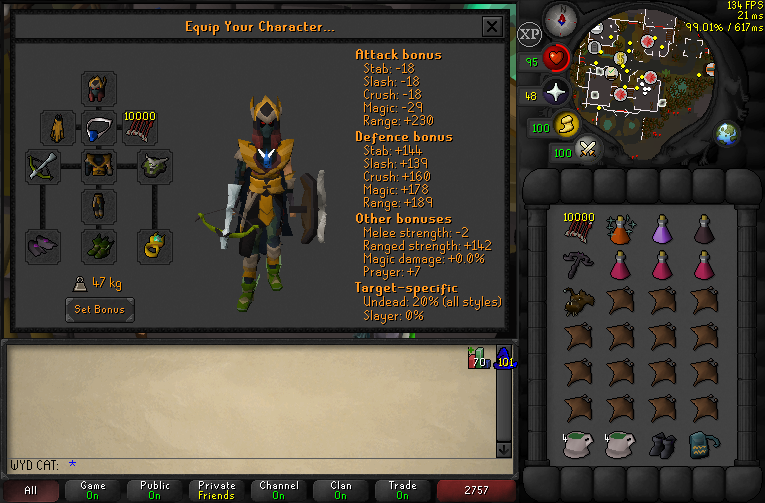 Equip Your Character...
134 FPS
21 ms
99.01% / 617ms
XP
95
48
100
100
10000
47 kg
Set Bonus
Attack bonus
Stab: -18
Slash: -18
Crush: -18
Magic: -29
Range: +230
Defence bonus
Stab: +144
Slash: +139
Crush: +160
Magic: +178
Range: +189
Other bonuses
Melee strength: -2
Ranged strength: +142
Magic damage: +0.0%
Prayer: +7
Target-specific
Undead: 20% (all styles)
Slayer: 0%
10000
4
4
70
101
WYD CAT: *
All
Game
On
Public
On
Private
Friends
Channel
On
Clan
On
Trade
On
2757